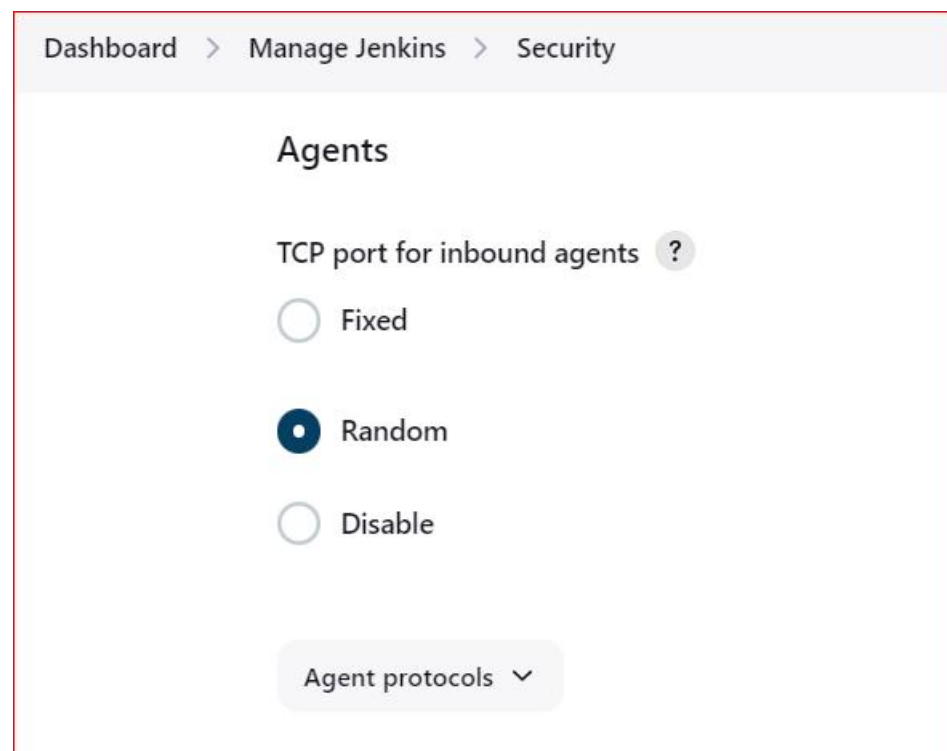 Dashboard > Manage Jenkins > Security
Agents
TCP port for inbound agents ?
Fixed
Random
Disable
Agent protocols